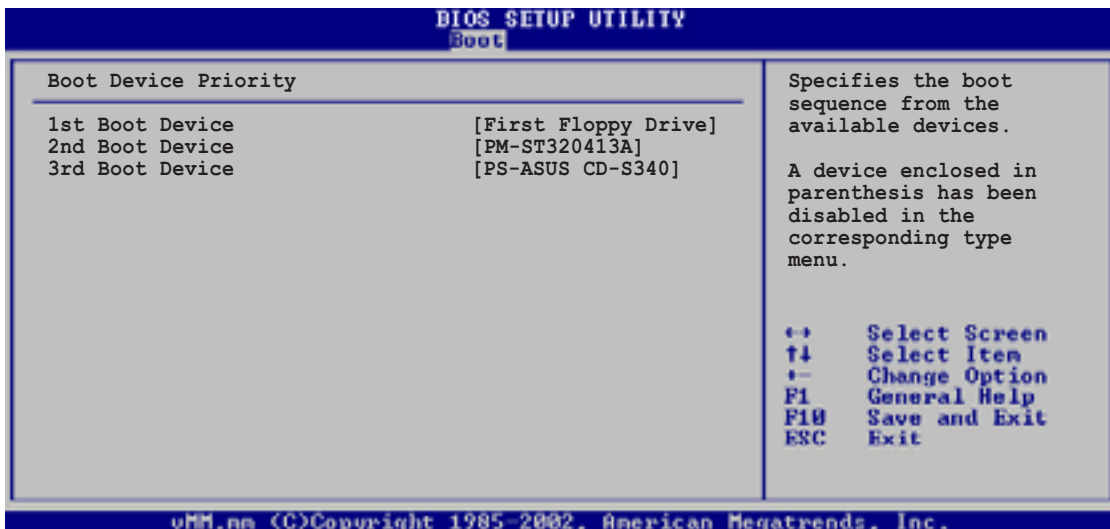 BIOS SETUP UTILITY
Boot
Boot Device Priority
1st Boot Device [First Floppy Drive]
2nd Boot Device [PM-ST320413A]
3rd Boot Device [PS-ASUS CD-S340]
Specifies the boot
sequence from the
available devices.
A device enclosed in
parenthesis has been
disabled in the
corresponding type
menu.
←→ Select Screen
↑↓ Select Item
+- Change Option
F1 General Help
F10 Save and Exit
ESC Exit
vMM.mm (C)Copyright 1985-2002, American Megatrends, Inc.